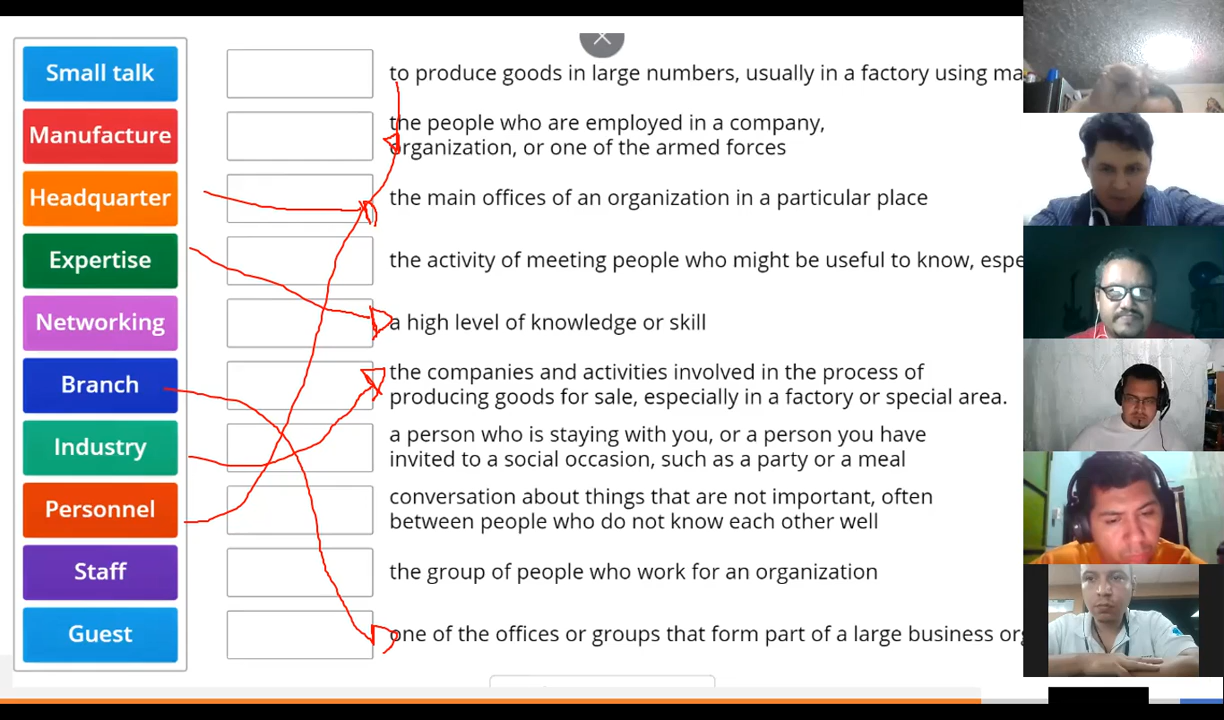 Small talk
Manufacture
Headquarter
Expertise
Networking
Branch
Industry
Personnel
Staff
Guest
to produce goods in large numbers, usually in a factory using ma
the people who are employed in a company,
organization, or one of the armed forces
the main offices of an organization in a particular place
the activity of meeting people who might be useful to know, espe
a high level of knowledge or skill
the companies and activities involved in the process of
producing goods for sale, especially in a factory or special area.
a person who is staying with you, or a person you have
invited to a social occasion, such as a party or a meal
conversation about things that are not important, often
between people who do not know each other well
the group of people who work for an organization
one of the offices or groups that form part of a large business or